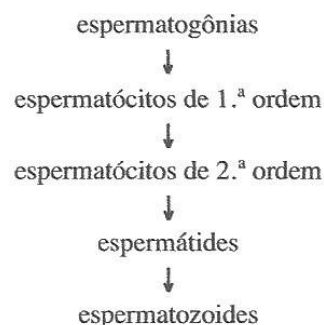 espermatogônias
↓
espermatócitos de 1.ª ordem
↓
espermatócitos de 2.ª ordem
↓
espermátides
↓
espermatozoides